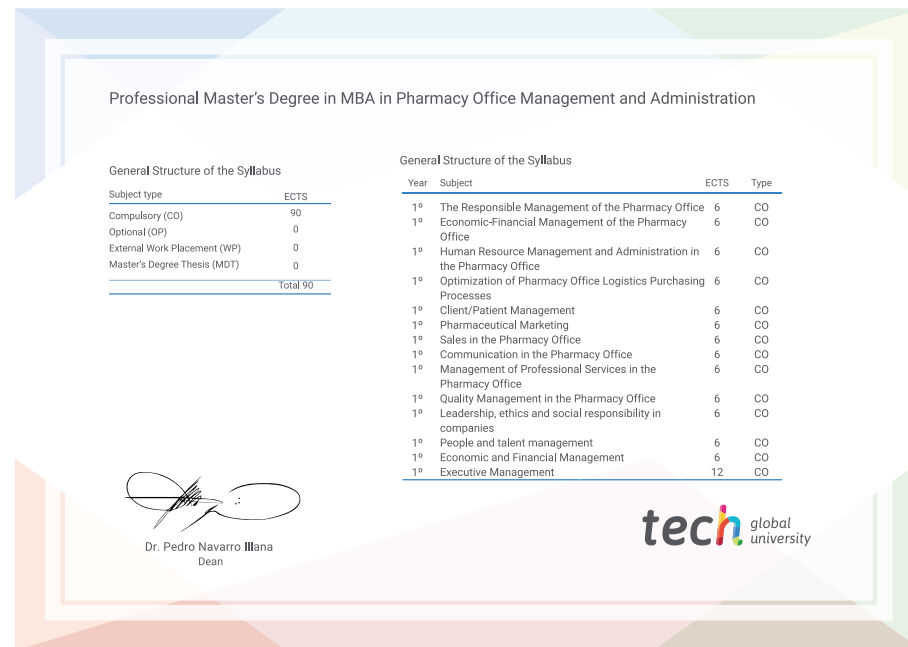 Professional Master's Degree in MBA in Pharmacy Office Management and Administration
General Structure of the Syllabus
Subject type ECTS
Compulsory (CO) 90
Optional (OP) 0
External Work Placement (WP) 0
Master's Degree Thesis (MDT) 0
Total 90
General Structure of the Syllabus
Year Subject ECTS Type
1º The Responsible Management of the Pharmacy Office 6 CO
1º Economic-Financial Management of the Pharmacy 6 CO
Office
1º Human Resource Management and Administration in 6 CO
the Pharmacy Office
1º Optimization of Pharmacy Office Logistics Purchasing 6 CO
Processes
1º Client/Patient Management 6 CO
1º Pharmaceutical Marketing 6 CO
1º Sales in the Pharmacy Office 6 CO
1º Communication in the Pharmacy Office 6 CO
1º Management of Professional Services in the 6 CO
Pharmacy Office
1º Quality Management in the Pharmacy Office 6 CO
1º Leadership, ethics and social responsibility in 6 CO
companies
1º People and talent management 6 CO
1º Economic and Financial Management 6 CO
1º Executive Management 12 CO
Dr. Pedro Navarro Illana
Dean
tech global
university